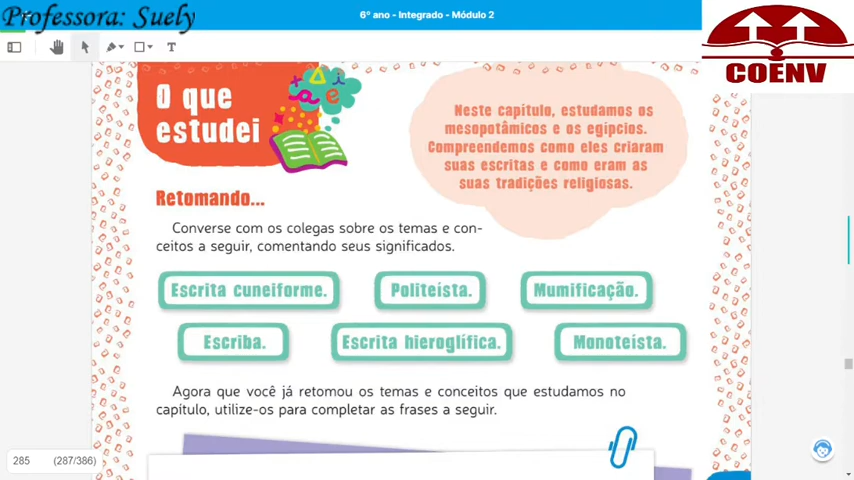 Professora: Suely
6º ano - Integrado - Módulo 2
COENV
T
O que
estudei
Neste capítulo, estudamos os
mesopotâmicos e os egípcios.
Compreendemos como eles criaram
suas escritas e como eram as
suas tradições religiosas.
Retomando...
Converse com os colegas sobre os temas e con-
ceitos a seguir, comentando seus significados.
Escrita cuneiforme.
Politeísta.
Mumificação.
Escriba.
Escrita hieroglífica.
Monoteísta.
Agora que você já retomou os temas e conceitos que estudamos no
capítulo, utilize-os para completar as frases a seguir.
285 (287/386)